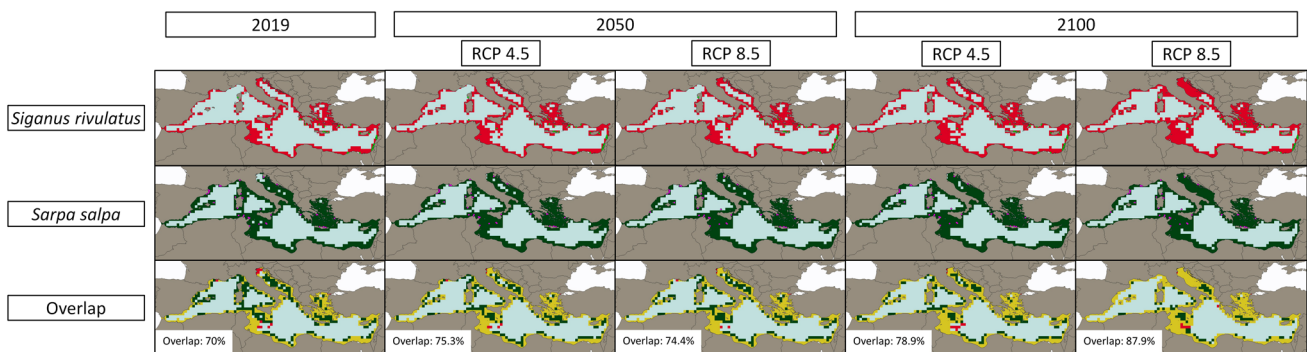 2019
2050
2100
RCP 4.5
RCP 8.5
RCP 4.5
RCP 8.5
Siganus rivulatus
Sarpa salpa
Overlap
Overlap: 70%
Overlap: 75.3%
Overlap: 74.4%
Overlap: 78.9%
Overlap: 87.9%